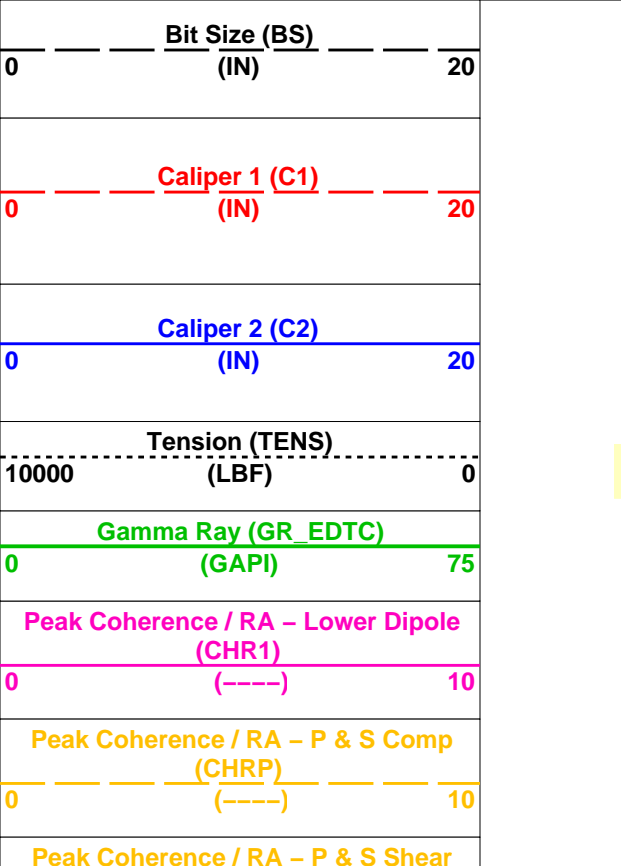 Bit Size (BS)
0 (IN) 20
Caliper 1 (C1)
0 (IN) 20
Caliper 2 (C2)
0 (IN) 20
Tension (TENS)
10000 (LBF) 0
Gamma Ray (GR_EDTC)
0 (GAPI) 75
Peak Coherence / RA – Lower Dipole
(CHR1)
0 (––––) 10
Peak Coherence / RA – P & S Comp
(CHRP)
0 (––––) 10
Peak Coherence / RA – P & S Shear